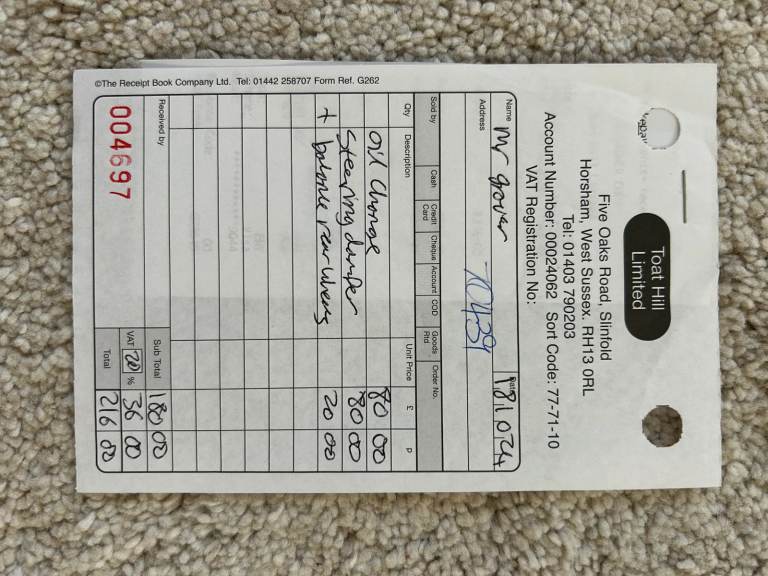 Toat Hill
Limited
Five Oaks Road, Slinfold
Horsham, West Sussex. RH13 0RL
Tel: 01403 790203
Account Number: 00024062 Sort Code: 77-71-10
VAT Registration No:
Name Mr Grover Date 181024
Address
70439
Sold by Cash Credit Card Cheque Account COD Goods Rtd Order No.
Qty Description Unit Price £ P
Oil Change 80 00
Steering damper 80 00
+ balance rear wheels 20 00
Sub Total 180 00
VAT 20 % 36 00
Total 216 00
Received by
004697
©The Receipt Book Company Ltd. Tel: 01442 258707 Form Ref. G262